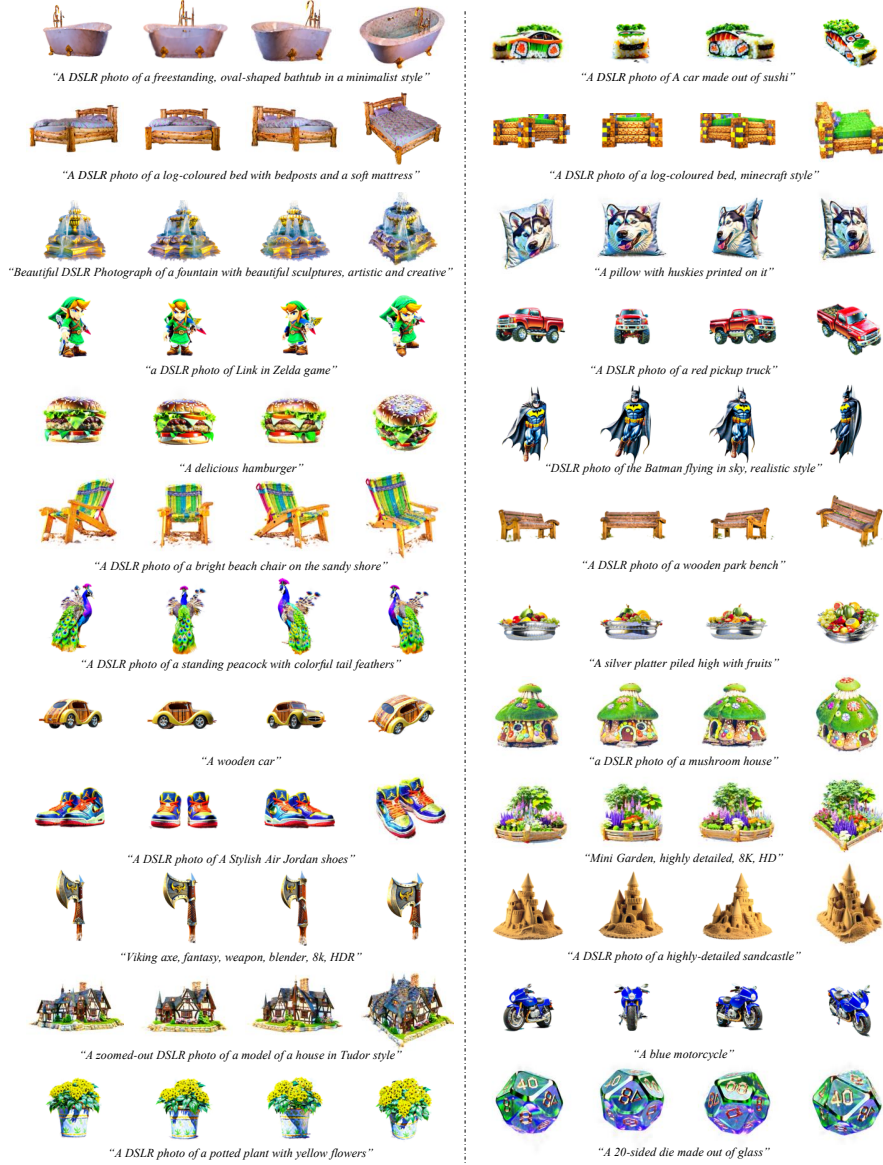 “A DSLR photo of a freestanding, oval-shaped bathtub in a minimalist style”
“A DSLR photo of a log-coloured bed with bedposts and a soft mattress”
“Beautiful DSLR Photograph of a fountain with beautiful sculptures, artistic and creative”
“a DSLR photo of Link in Zelda game”
“A delicious hamburger”
“A DSLR photo of a bright beach chair on the sandy shore”
“A DSLR photo of a standing peacock with colorful tail feathers”
“A wooden car”
“A DSLR photo of A Stylish Air Jordan shoes”
“Viking axe, fantasy, weapon, blender, 8k, HDR”
“A zoomed-out DSLR photo of a model of a house in Tudor style”
“A DSLR photo of a potted plant with yellow flowers”
“A DSLR photo of A car made out of sushi”
“A DSLR photo of a log-coloured bed, minecraft style”
“A pillow with huskies printed on it”
“A DSLR photo of a red pickup truck”
“DSLR photo of the Batman flying in sky, realistic style”
“A DSLR photo of a wooden park bench”
“A silver platter piled high with fruits”
“a DSLR photo of a mushroom house”
“Mini Garden, highly detailed, 8K, HD”
“A DSLR photo of a highly-detailed sandcastle”
“A blue motorcycle”
40
40
“A 20-sided die made out of glass”